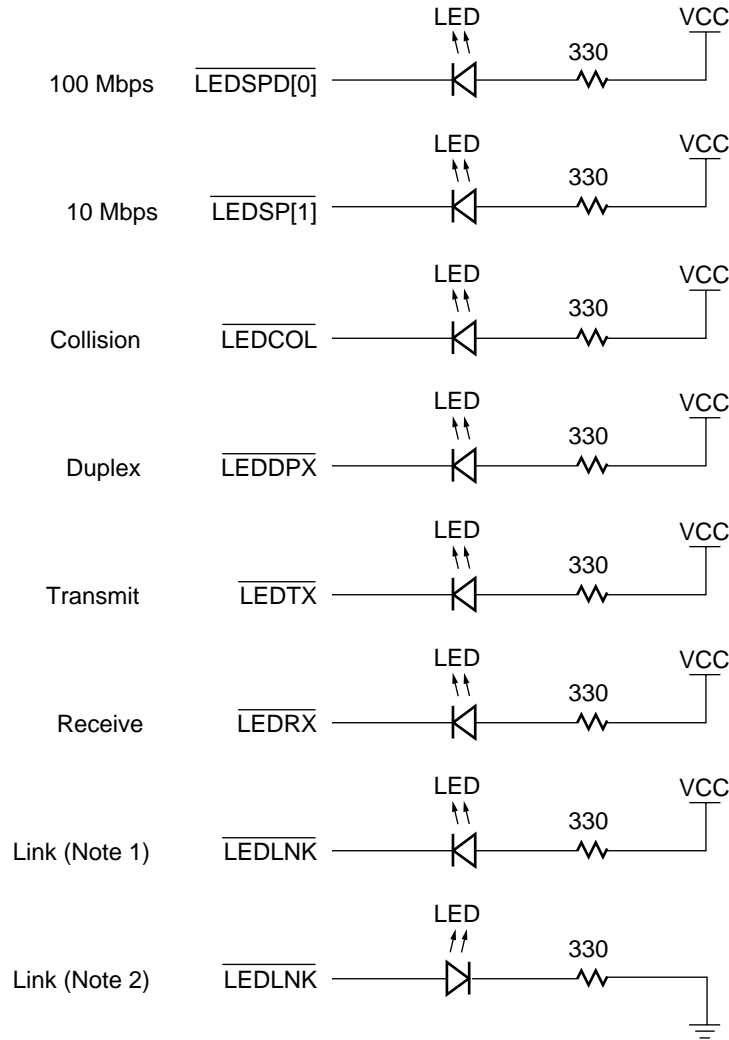 LED VCC
330
100 Mbps LEDSPD[0]
LED VCC
330
10 Mbps LEDSP[1]
LED VCC
330
Collision LEDCOL
LED VCC
330
Duplex LEDDPX
LED VCC
330
Transmit LEDTX
LED VCC
330
Receive LEDRX
LED VCC
330
Link (Note 1) LEDLNK
LED
330
Link (Note 2) LEDLNK